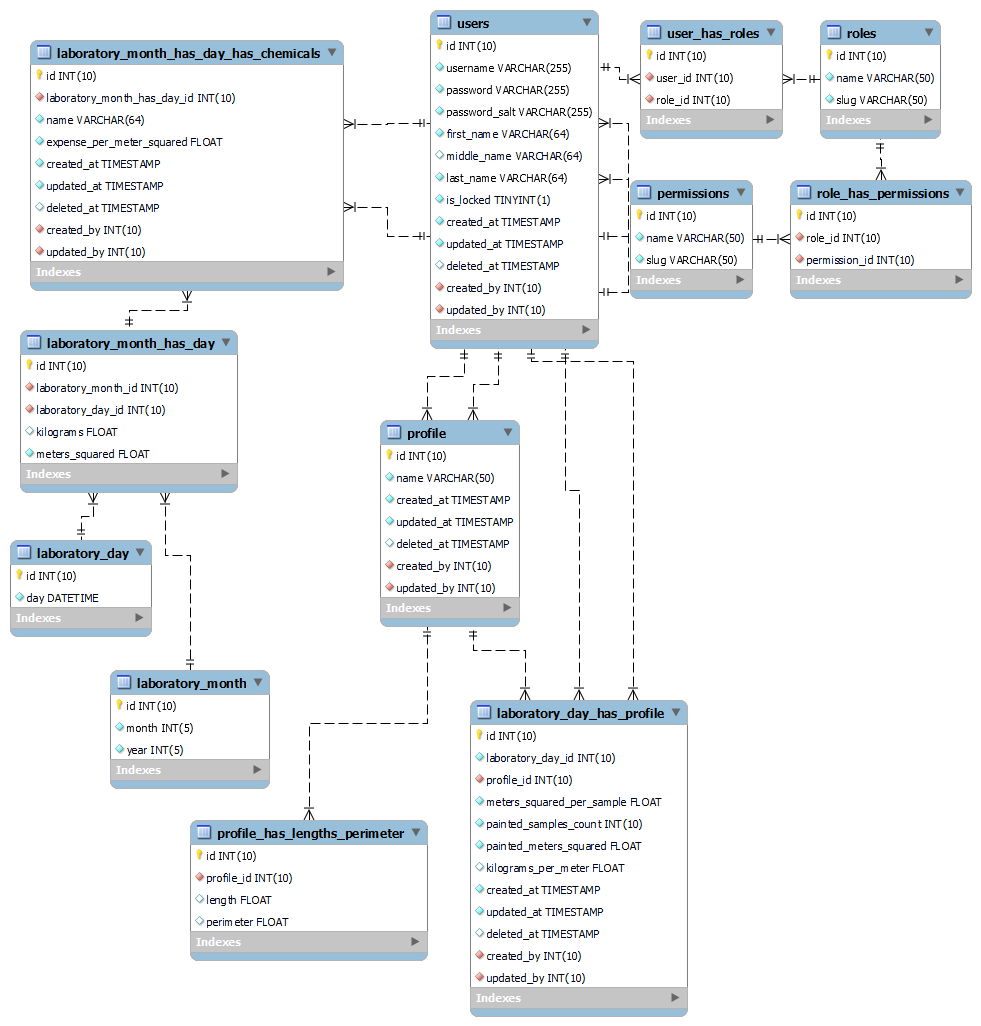 laboratory_month_has_day_has_chemicals
id INT(10)
laboratory_month_has_day_id INT(10)
name VARCHAR(64)
expense_per_meter_squared FLOAT
created_at TIMESTAMP
updated_at TIMESTAMP
deleted_at TIMESTAMP
created_by INT(10)
updated_by INT(10)
Indexes
users
id INT(10)
username VARCHAR(255)
password VARCHAR(255)
password_salt VARCHAR(255)
first_name VARCHAR(64)
middle_name VARCHAR(64)
last_name VARCHAR(64)
is_locked TINYINT(1)
created_at TIMESTAMP
updated_at TIMESTAMP
deleted_at TIMESTAMP
created_by INT(10)
updated_by INT(10)
Indexes
user_has_roles
id INT(10)
user_id INT(10)
role_id INT(10)
Indexes
roles
id INT(10)
name VARCHAR(50)
slug VARCHAR(50)
Indexes
permissions
id INT(10)
name VARCHAR(50)
slug VARCHAR(50)
Indexes
role_has_permissions
id INT(10)
role_id INT(10)
permission_id INT(10)
Indexes
laboratory_month_has_day
id INT(10)
laboratory_month_id INT(10)
laboratory_day_id INT(10)
kilograms FLOAT
meters_squared FLOAT
Indexes
profile
id INT(10)
name VARCHAR(50)
created_at TIMESTAMP
updated_at TIMESTAMP
deleted_at TIMESTAMP
created_by INT(10)
updated_by INT(10)
Indexes
laboratory_day
id INT(10)
day DATETIME
Indexes
laboratory_month
id INT(10)
month INT(5)
year INT(5)
Indexes
laboratory_day_has_profile
id INT(10)
laboratory_day_id INT(10)
profile_id INT(10)
meters_squared_per_sample FLOAT
painted_samples_count INT(10)
painted_meters_squared FLOAT
kilograms_per_meter FLOAT
created_at TIMESTAMP
updated_at TIMESTAMP
deleted_at TIMESTAMP
created_by INT(10)
updated_by INT(10)
Indexes
profile_has_lengths_perimeter
id INT(10)
profile_id INT(10)
length FLOAT
perimeter FLOAT
Indexes